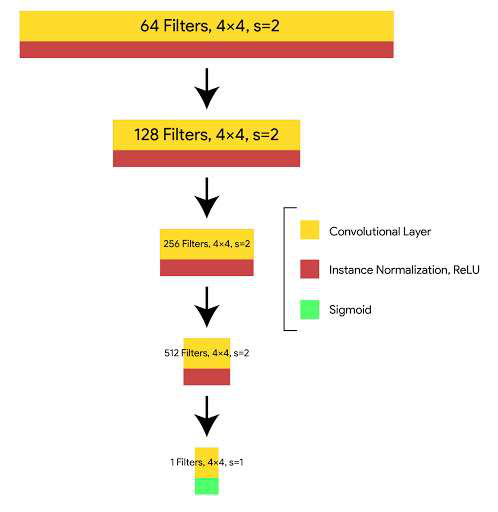 64 Filters, 4×4, s=2
128 Filters, 4×4, s=2
256 Filters, 4×4, s=2
Convolutional Layer
Instance Normalization, ReLU
Sigmoid
512 Filters, 4×4, s=2
1 Filters, 4×4, s=1